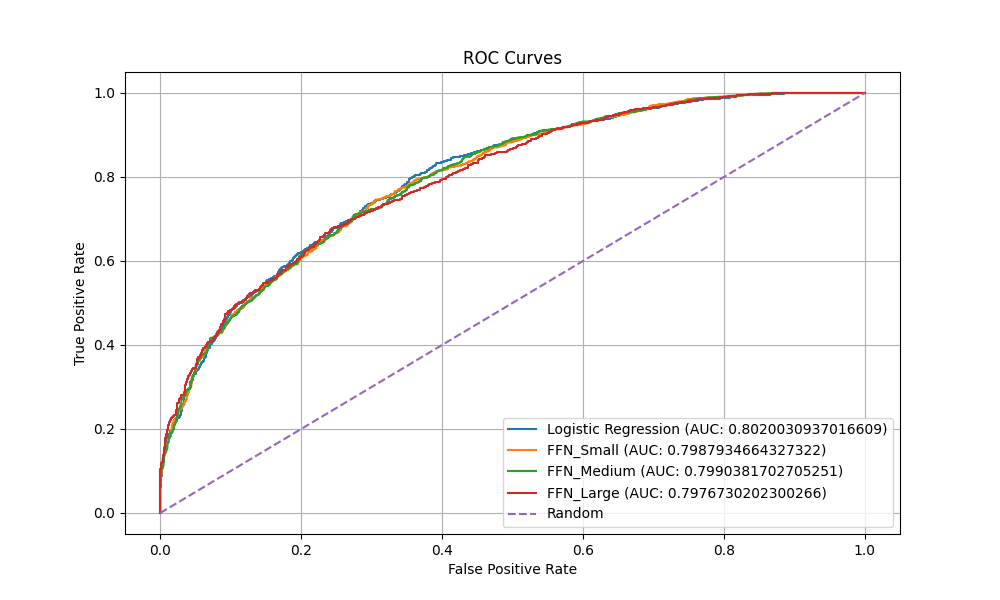 ROC Curves
1.0
0.8
0.6
0.4
0.2
0.0
True Positive Rate
Logistic Regression (AUC: 0.8020030937016609)
FFN_Small (AUC: 0.7987934664327322)
FFN_Medium (AUC: 0.7990381702705251)
FFN_Large (AUC: 0.7976730202300266)
Random
0.0 0.2 0.4 0.6 0.8 1.0
False Positive Rate